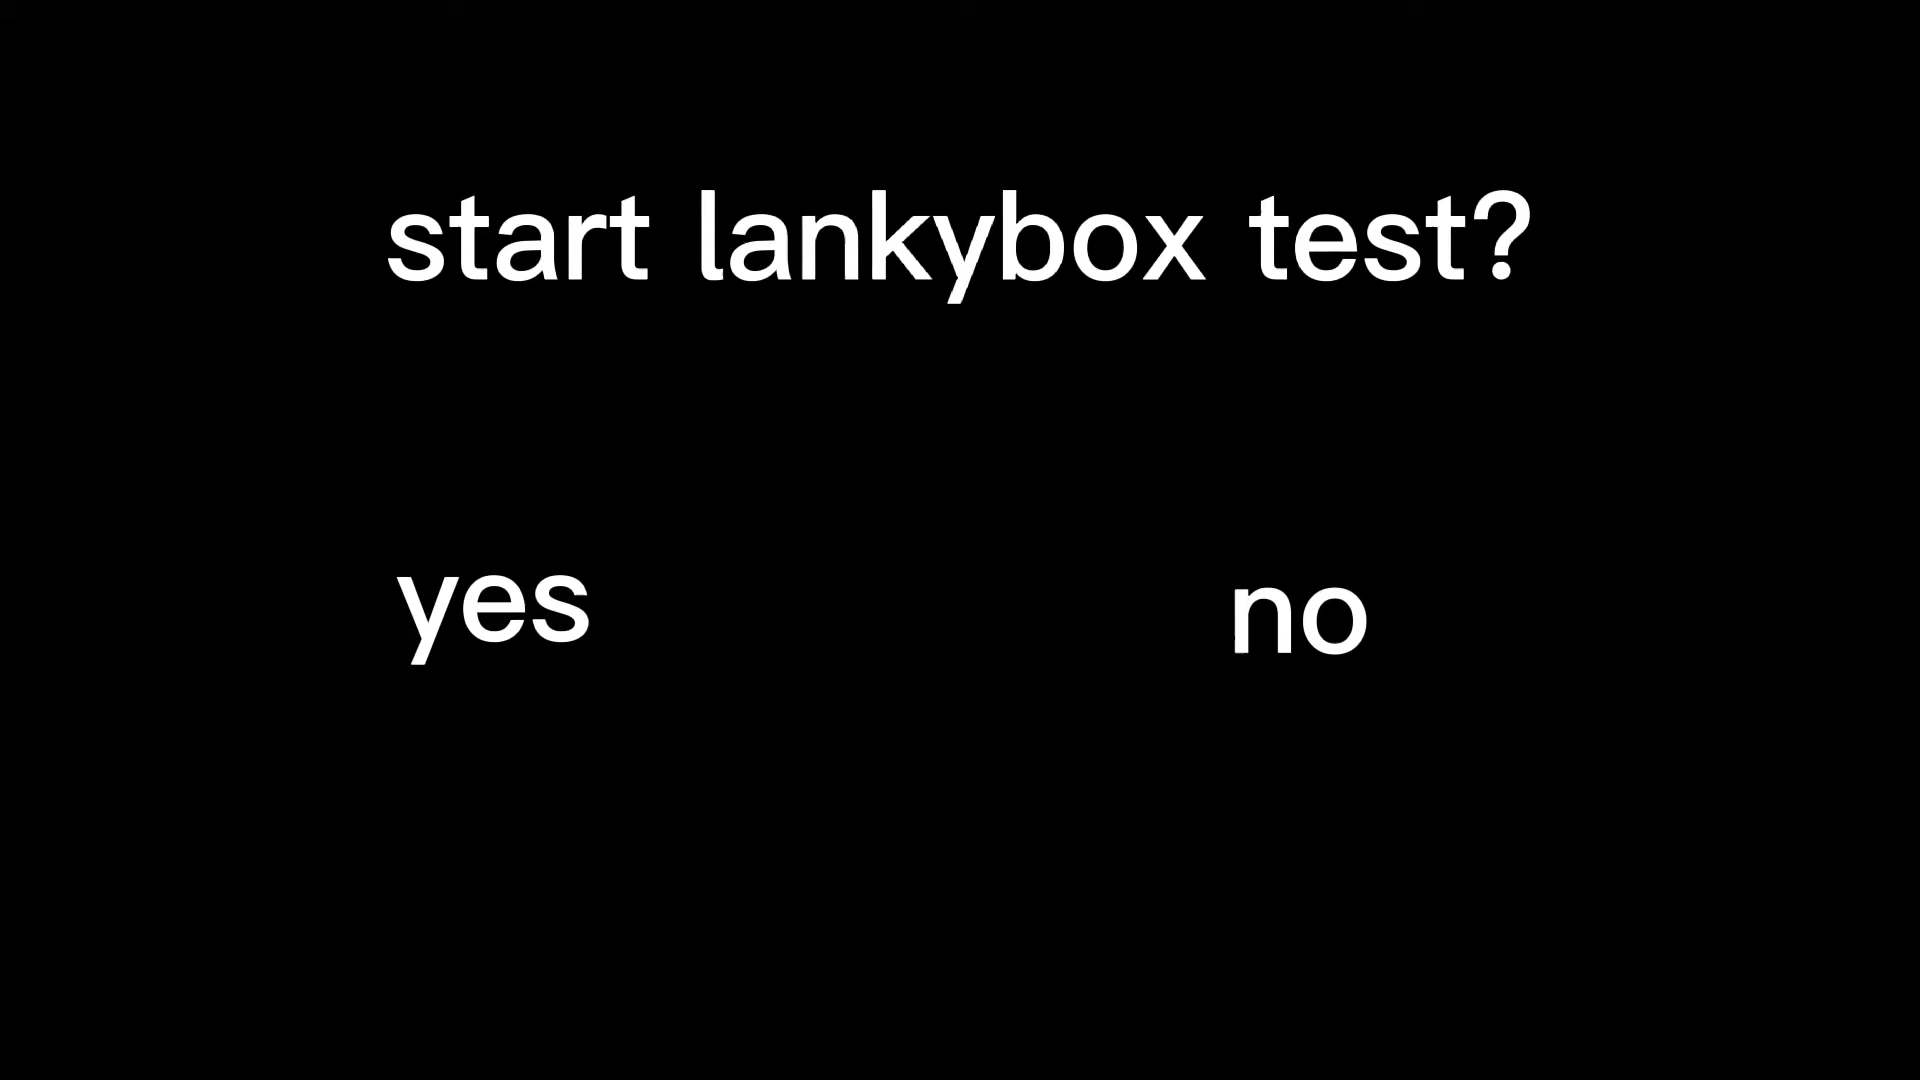 start lankybox test?
yes
no